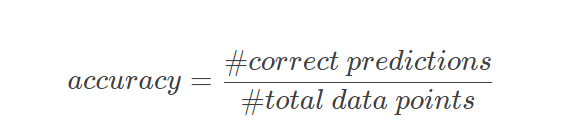 accuracy = #correct predictions / #total data points